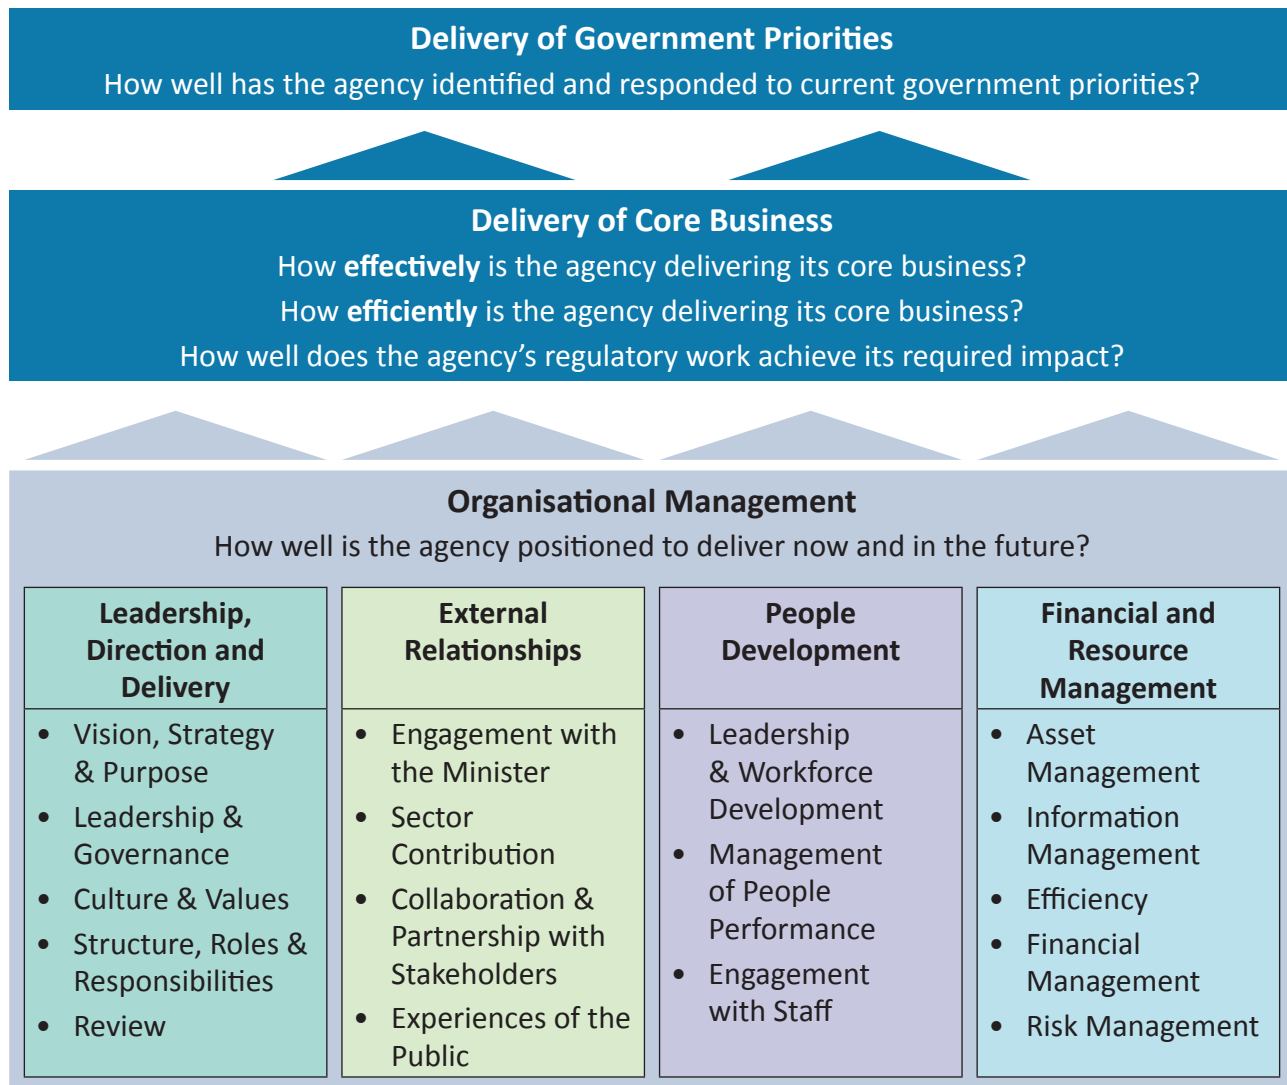 Delivery of Government Priorities
How well has the agency identified and responded to current government priorities?
Delivery of Core Business
How effectively is the agency delivering its core business?
How efficiently is the agency delivering its core business?
How well does the agency's regulatory work achieve its required impact?
Organisational Management
How well is the agency positioned to deliver now and in the future?
Leadership,
Direction and
Delivery
• Vision, Strategy
& Purpose
• Leadership &
Governance
• Culture & Values
• Structure, Roles &
Responsibilities
• Review
External
Relationships
• Engagement with
the Minister
• Sector
Contribution
• Collaboration &
Partnership with
Stakeholders
• Experiences of the
Public
People
Development
• Leadership
& Workforce
Development
• Management
of People
Performance
• Engagement
with Staff
Financial and
Resource
Management
• Asset
Management
• Information
Management
• Efficiency
• Financial
Management
• Risk Management